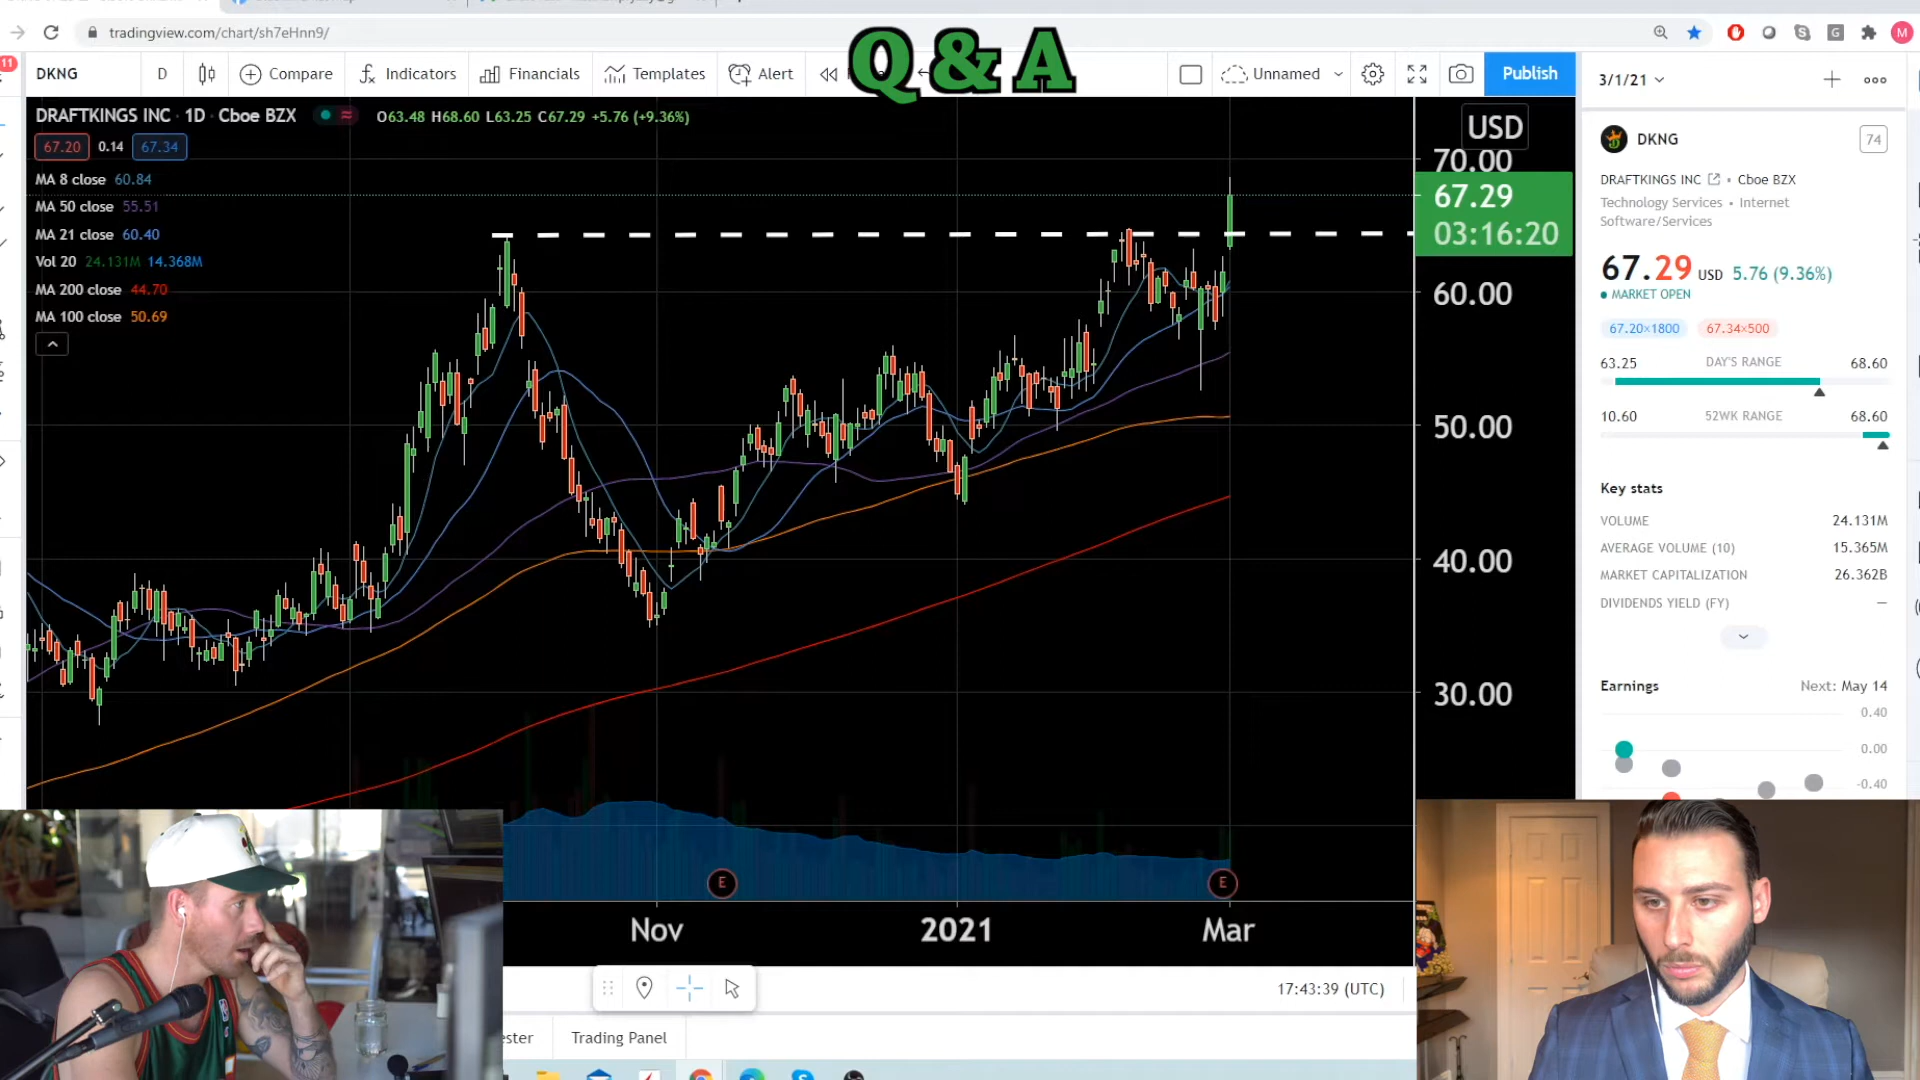 tradingview.com/chart/sh7eHnn9/
Q & A
11
DKNG
D
Compare
Indicators
Financials
Templates
Alert
Unnamed
Publish
3/1/21
DRAFTKINGS INC · 1D · Cboe BZX
O63.48 H68.60 L63.25 C67.29 +5.76 (+9.36%)
67.20 0.14 67.34
MA 8 close 60.84
MA 50 close 55.51
MA 21 close 60.40
Vol 20 24.131M 14.368M
MA 200 close 44.70
MA 100 close 50.69
USD
70.00
67.29
03:16:20
60.00
50.00
40.00
30.00
E
E
Nov
2021
Mar
17:43:39 (UTC)
Trading Panel
DKNG
74
DRAFTKINGS INC • Cboe BZX
Technology Services • Internet
Software/Services
67.29 USD 5.76 (9.36%)
MARKET OPEN
67.20×1800 67.34×500
63.25 DAY'S RANGE 68.60
10.60 52WK RANGE 68.60
Key stats
VOLUME 24.131M
AVERAGE VOLUME (10) 15.365M
MARKET CAPITALIZATION 26.362B
DIVIDENDS YIELD (FY) —
Earnings Next: May 14
0.40
0.00
-0.40